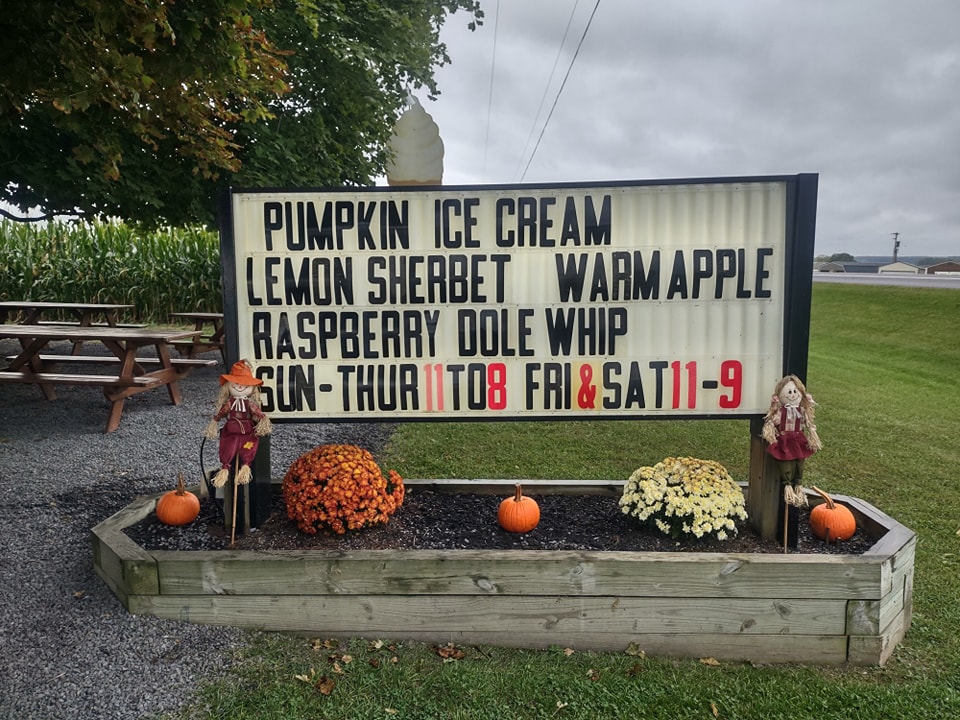 PUMPKIN ICE CREAM
LEMON SHERBET WARM APPLE
RASPBERRY DOLE WHIP
SUN-THUR 11 TO 8 FRI & SAT 11-9